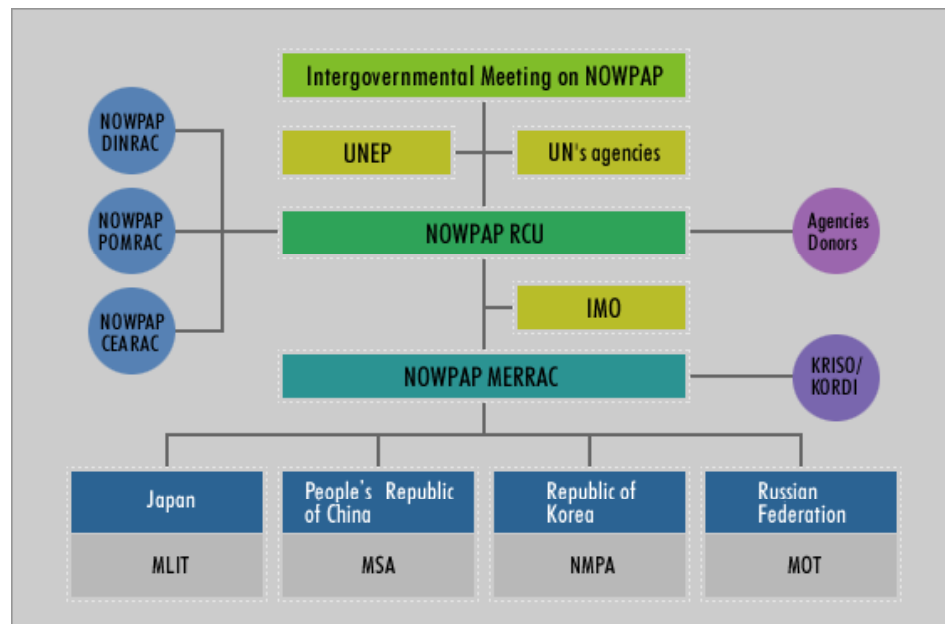 Intergovernmental Meeting on NOWPAP
NOWPAP
DINRAC
UNEP
UN's agencies
NOWPAP
POMRAC
NOWPAP RCU
Agencies
Donors
NOWPAP
CEARAC
IMO
NOWPAP MERRAC
KRISO/
KORDI
Japan
People's Republic
of China
Republic of
Korea
Russian
Federation
MLIT
MSA
NMPA
MOT